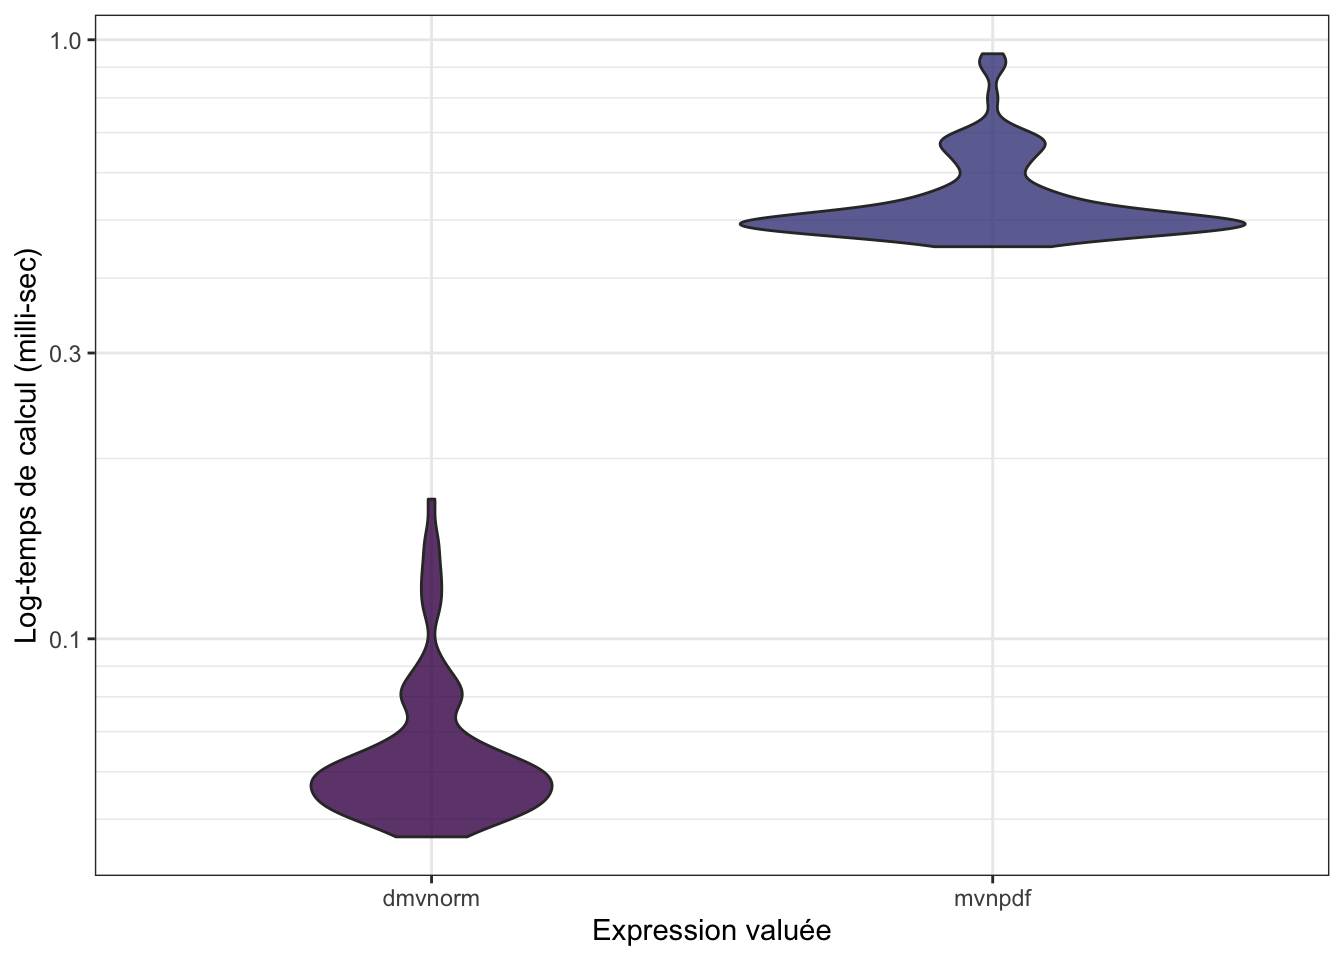 1.0
0.3
0.1
Log-temps de calcul (milli-sec)
dmvnorm
mvnpdf
Expression valuée